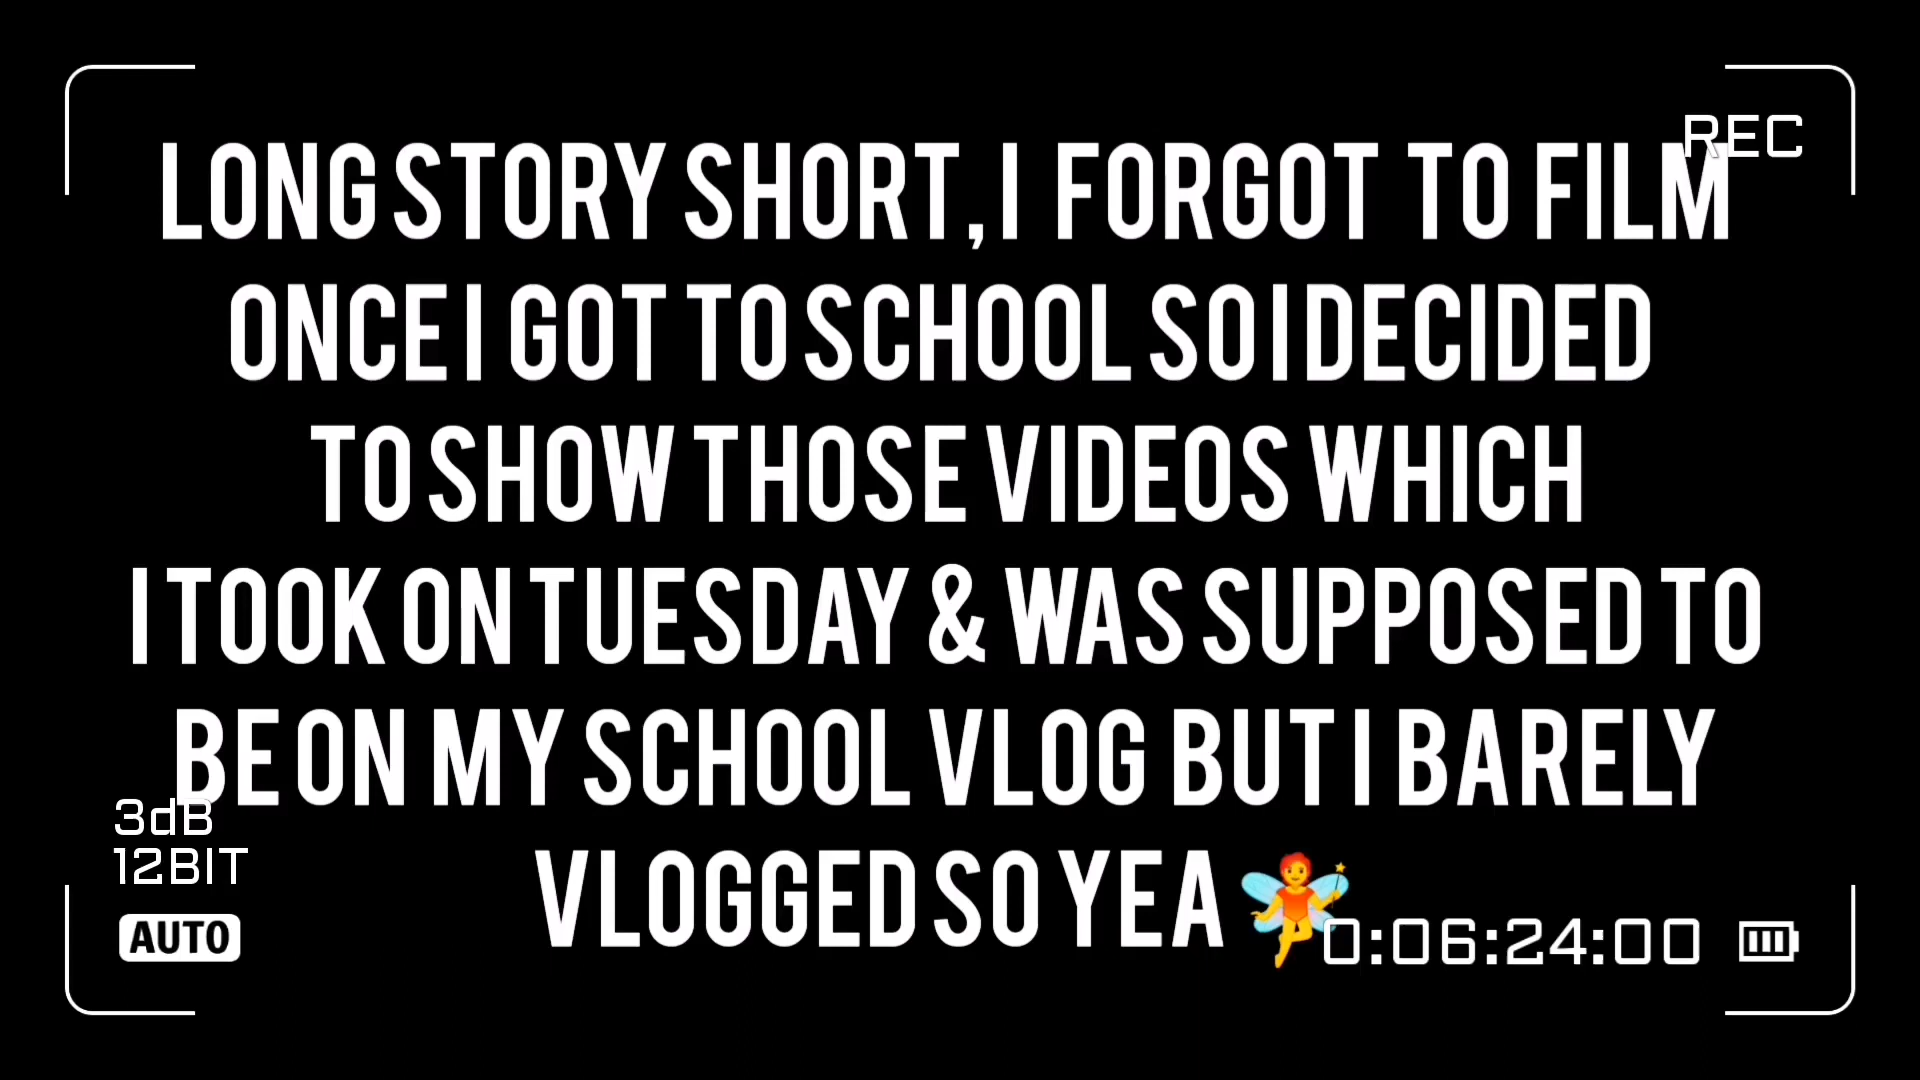 REC
LONG STORY SHORT, I FORGOT TO FILM
ONCE I GOT TO SCHOOL SO I DECIDED
TO SHOW THOSE VIDEOS WHICH
I TOOK ON TUESDAY & WAS SUPPOSED TO
BE ON MY SCHOOL VLOG BUT I BARELY
VLOGGED SO YEA 🧚
3dB
12BIT
AUTO
0:06:24:00